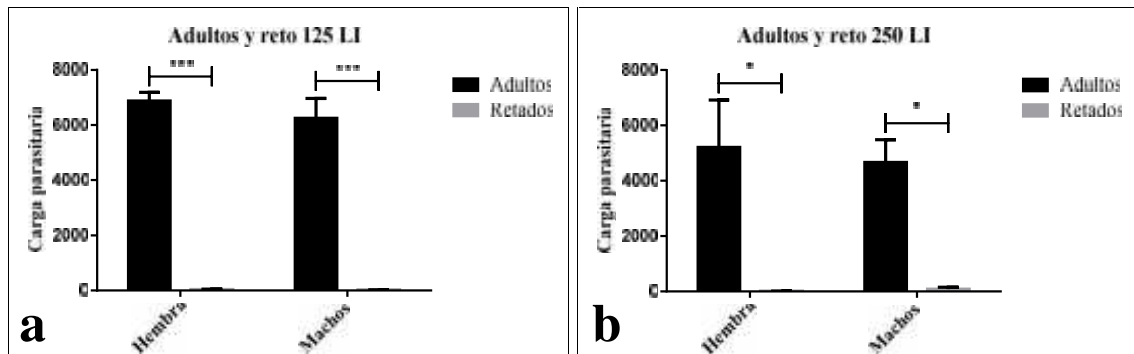 Adultos y reto 125 LI
***
***
8000
6000
4000
2000
0
Carga parasitaria
Hembra
Machos
Adultos
Retados
a
Adultos y reto 250 LI
*
*
8000
6000
4000
2000
0
Carga parasitaria
Hembra
Machos
Adultos
Retados
b